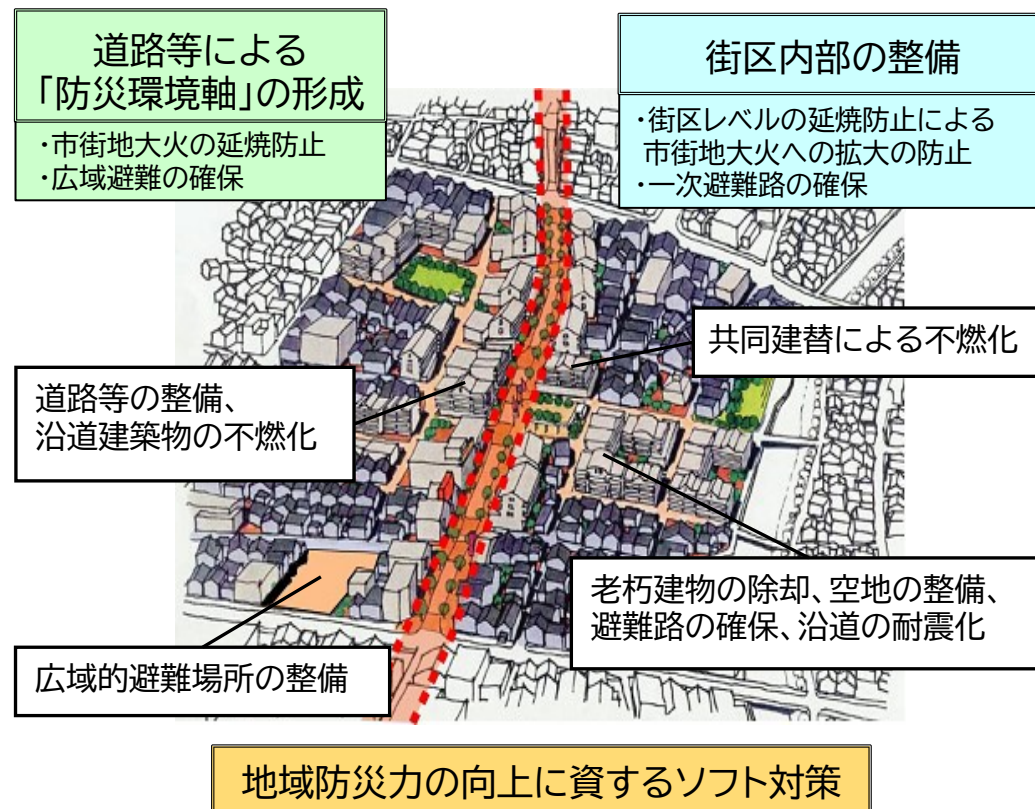 道路等による
「防災環境軸」の形成
・市街地大火の延焼防止
・広域避難の確保
街区内部の整備
・街区レベルの延焼防止による
市街地大火への拡大の防止
・一次避難路の確保
共同建替による不燃化
道路等の整備、
沿道建築物の不燃化
老朽建物の除却、空地の整備、
避難路の確保、沿道の耐震化
広域的避難場所の整備
地域防災力の向上に資するソフト対策